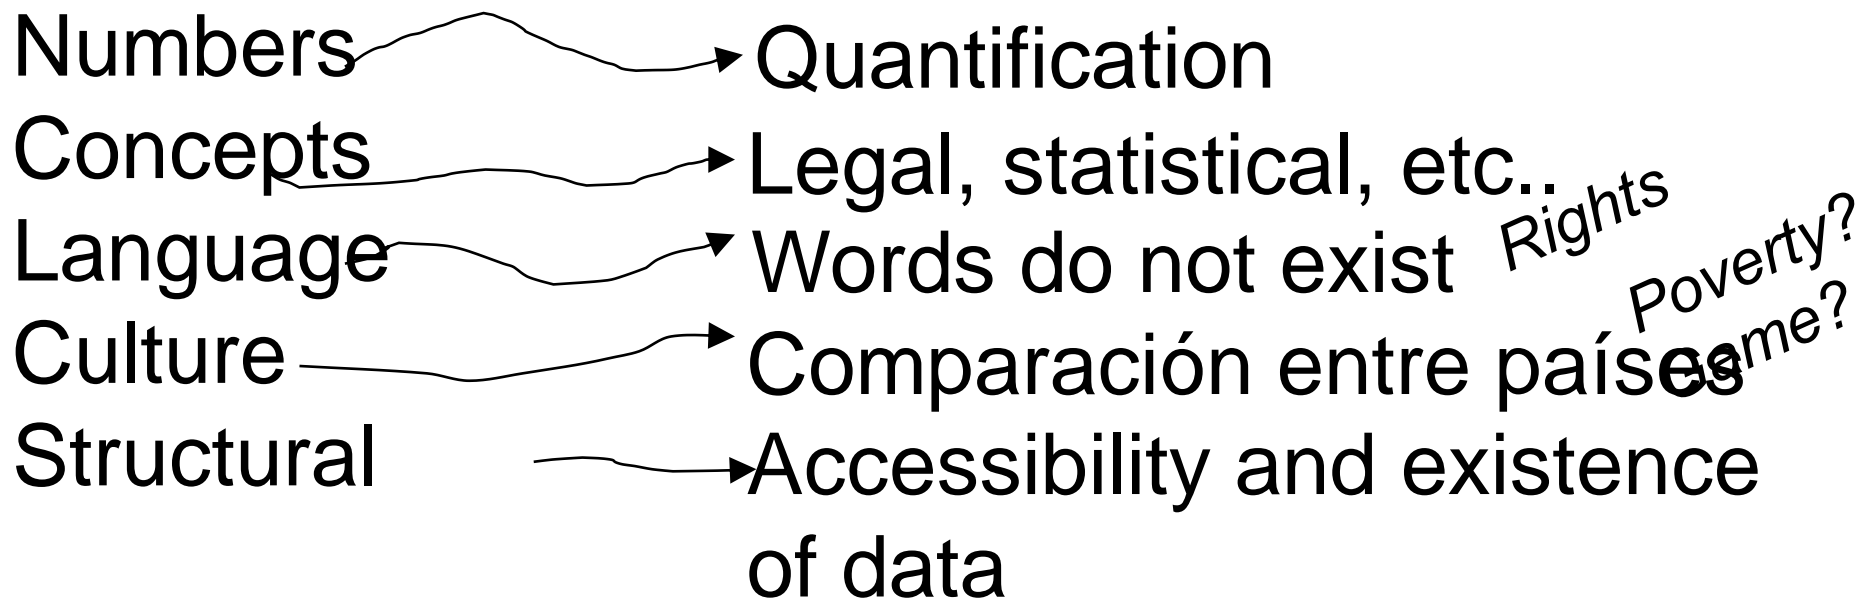 Numbers
Quantification
Concepts
Legal, statistical, etc..
Rights
Language
Words do not exist
Poverty?
Same?
Culture
Comparación entre países
Structural
Accessibility and existence
of data